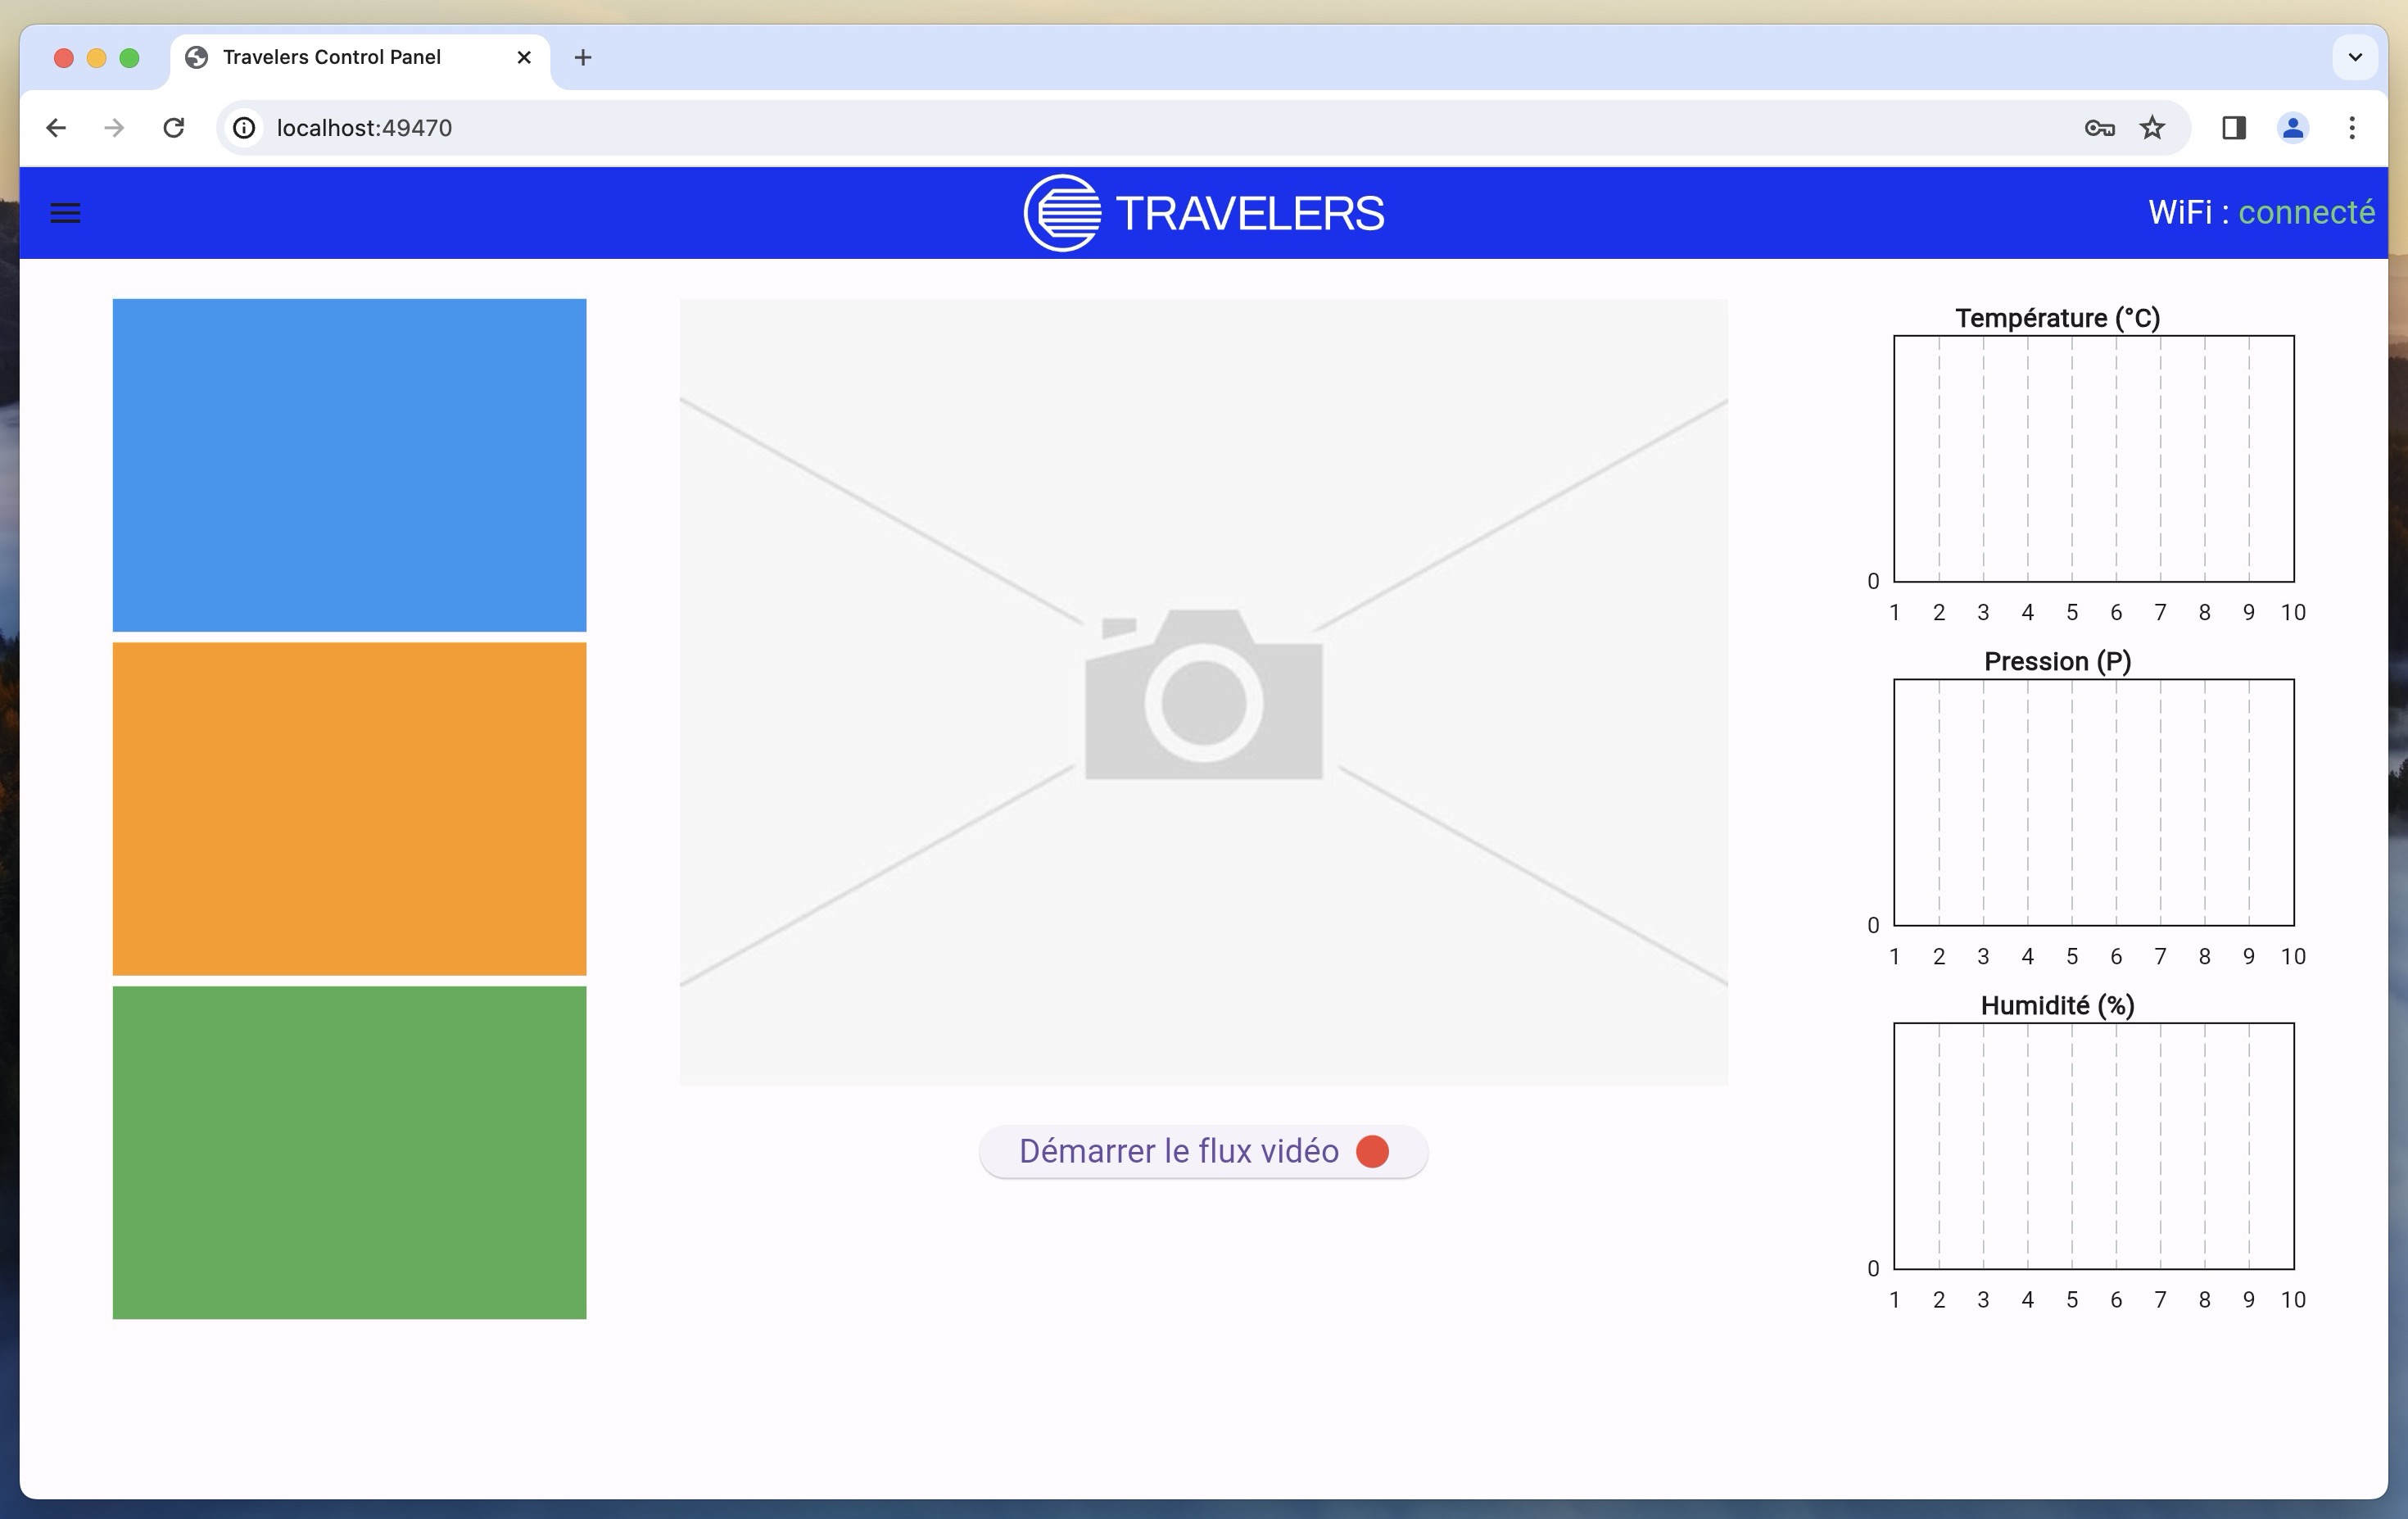 Travelers Control Panel
localhost:49470
TRAVELERS
WiFi : connecté
Température (°C)
0
1 2 3 4 5 6 7 8 9 10
Pression (P)
0
1 2 3 4 5 6 7 8 9 10
Humidité (%)
0
1 2 3 4 5 6 7 8 9 10
Démarrer le flux vidéo